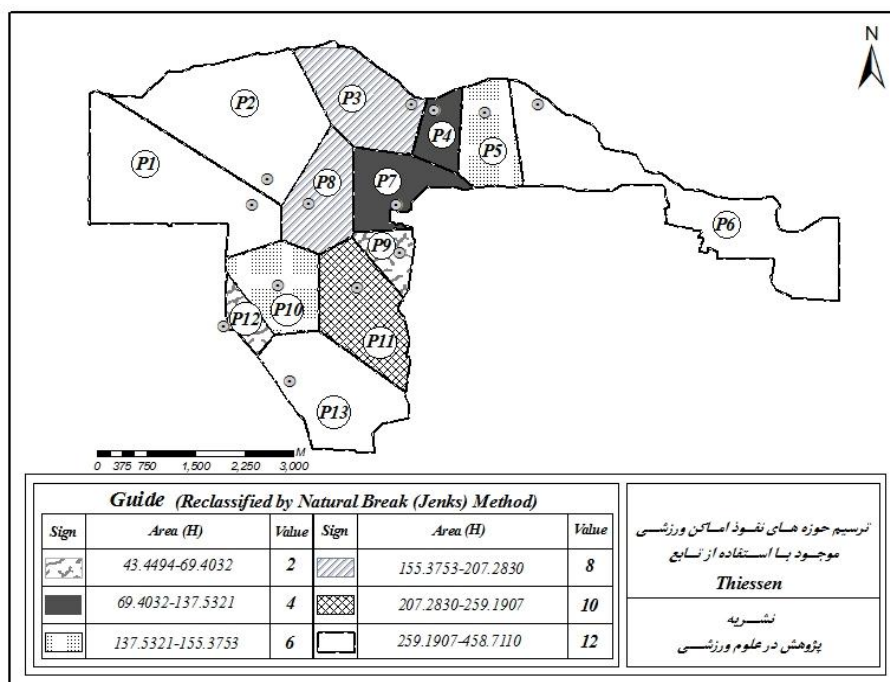 N
P1
P2
P3
P4
P5
P6
P7
P8
P9
P10
P11
P12
P13
M
0 375 750 1,500 2,250 3,000
Guide (Reclassified by Natural Break (Jenks) Method)
Sign Area (H) Value Sign Area (H) Value
43.4494-69.4032 2 155.3753-207.2830 8
69.4032-137.5321 4 207.2830-259.1907 10
137.5321-155.3753 6 259.1907-458.7110 12
ترسیم حوزه های نفوذ اماکن ورزشی
موجود با استفاده از تابع
Thiessen
نشریه
پژوهش در علوم ورزشی